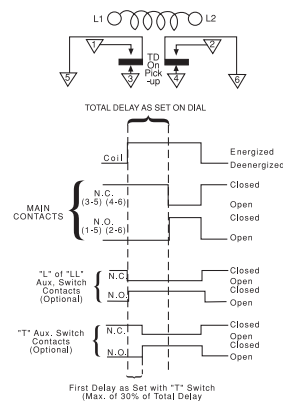 L1 L2
1 2
TD
On
Pick
-up
5 3 4 6
TOTAL DELAY AS SET ON DIAL
Energized
Coil
Deenergized
MAIN
CONTACTS
N.C.
(3-5) (4-6)
Closed
Open
N.O.
(1-5) (2-6)
Closed
Open
"L" of "LL"
Aux, Switch
Contacts
(Optional)
N.C.
Closed
Open
N.O.
Closed
Open
"T" Aux. Switch
Contacts
(Optional)
N.C.
Closed
Open
N.O.
Closed
Open
First Delay as Set with "T" Switch
(Max. of 30% of Total Delay